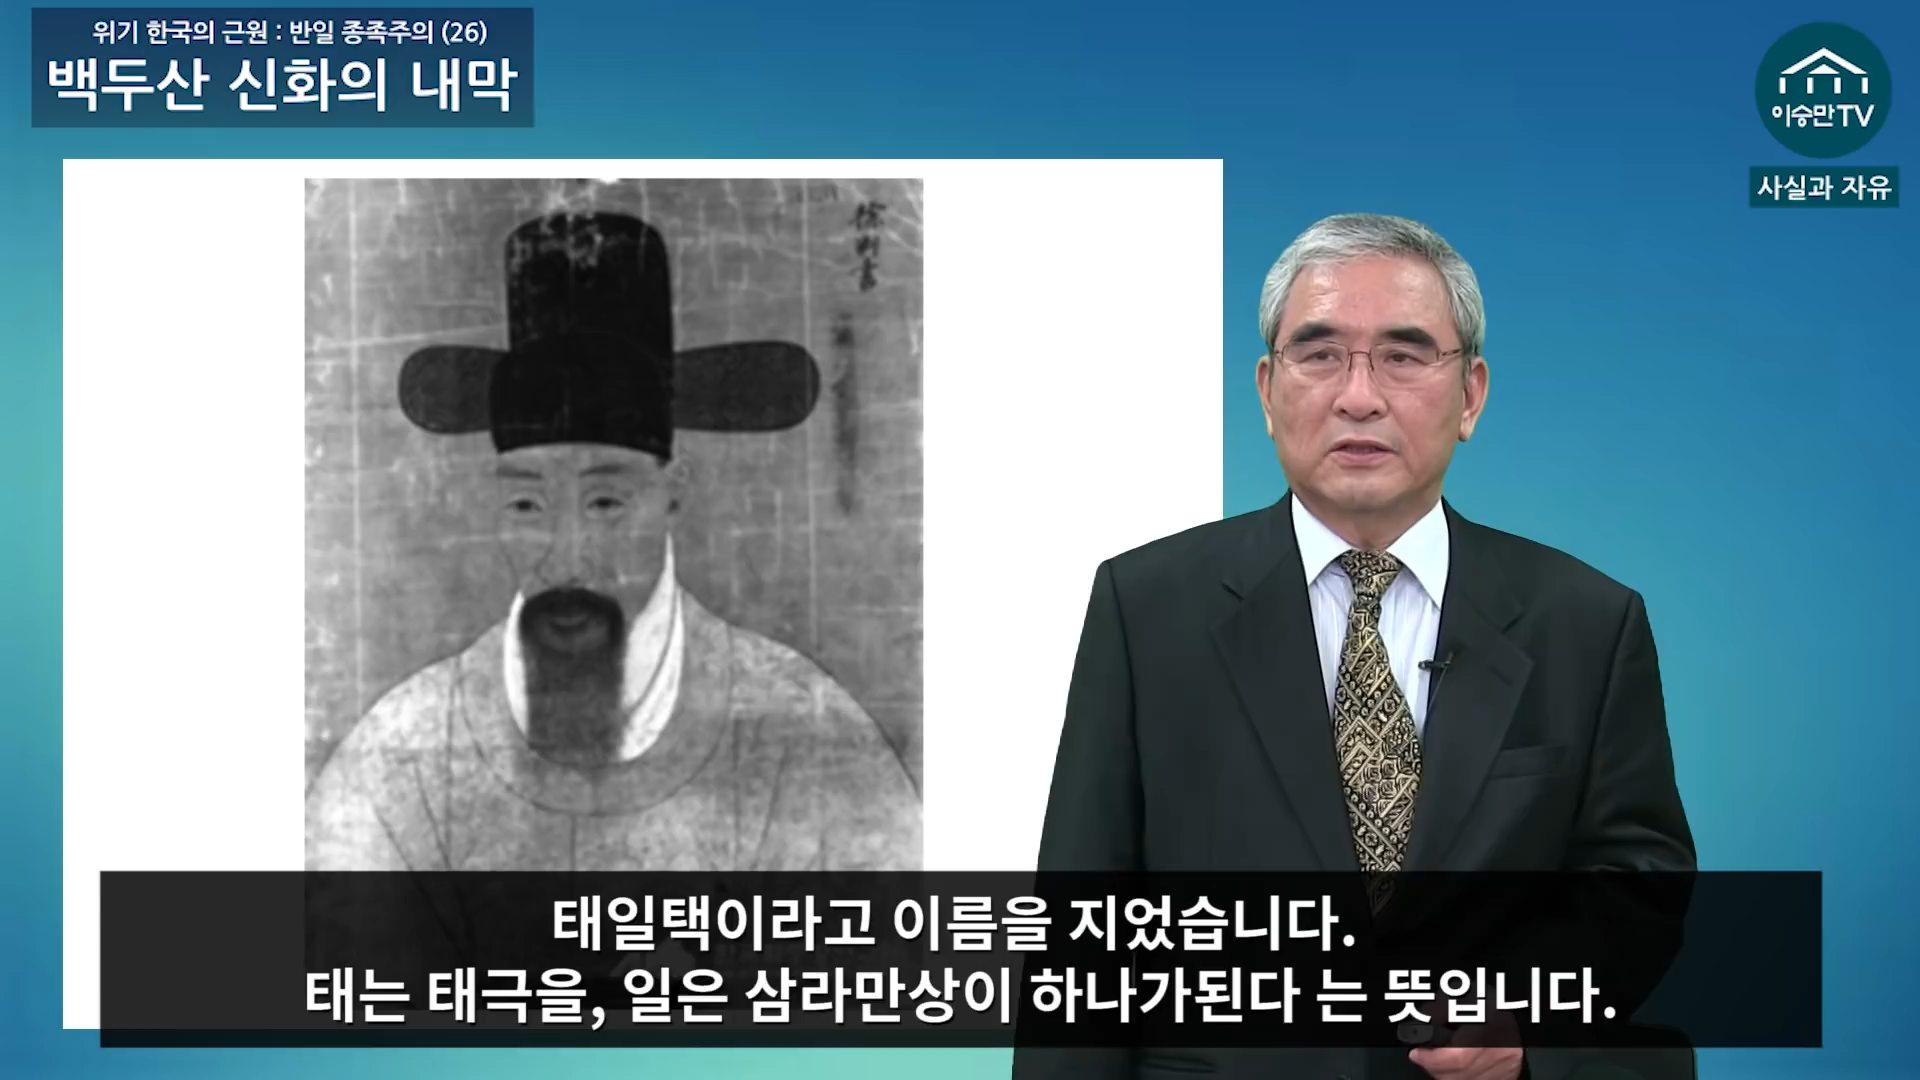 위기 한국의 근원 : 반일 종족주의 (26)
백두산 신화의 내막
이승만TV
사실과 자유
태일택이라고 이름을 지었습니다.
태는 태극을, 일은 삼라만상이 하나가된다 는 뜻입니다.